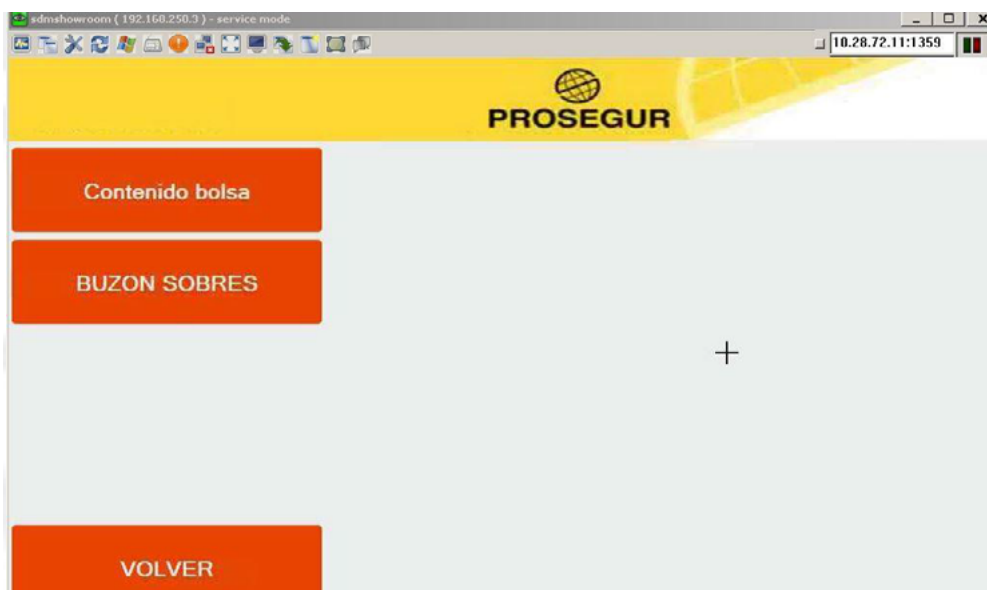 sdmshowroom ( 192.168.250.3 ) - service mode
10.28.72.11:1359
PROSEGUR
Contenido bolsa
BUZON SOBRES
VOLVER